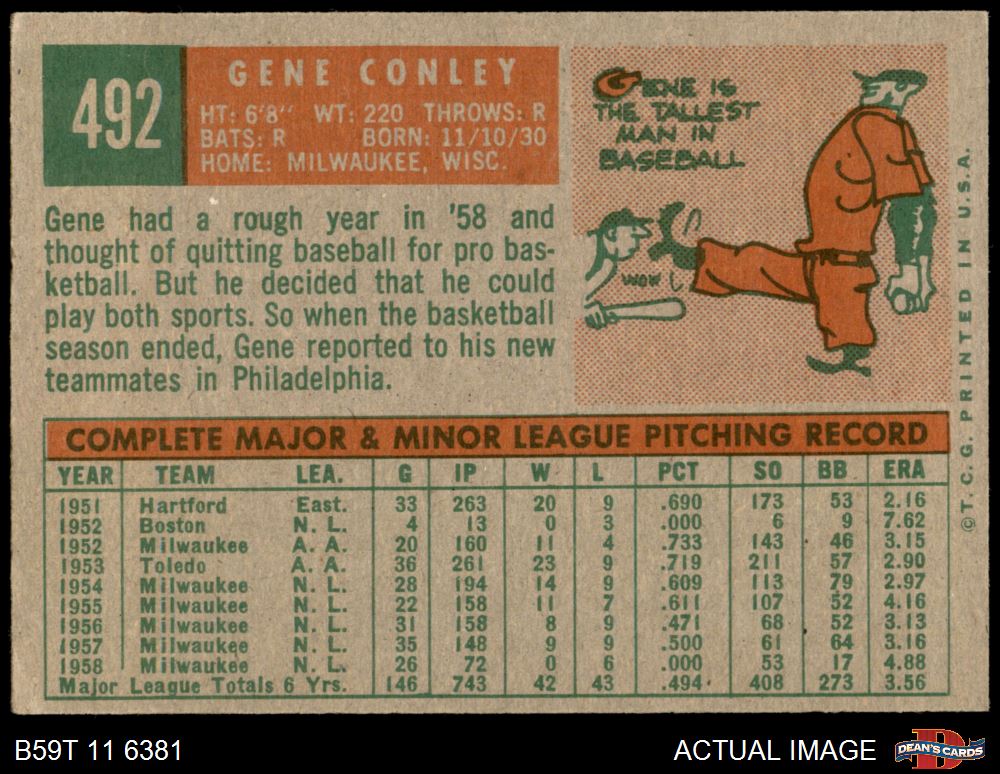 492
GENE CONLEY
HT: 6'8" WT: 220 THROWS: R
BATS: R BORN: 11/10/30
HOME: MILWAUKEE, WISC.
GENE IS
THE TALLEST
MAN IN
BASEBALL
WOW!
Gene had a rough year in '58 and
thought of quitting baseball for pro bas-
ketball. But he decided that he could
play both sports. So when the basketball
season ended, Gene reported to his new
teammates in Philadelphia.
COMPLETE MAJOR & MINOR LEAGUE PITCHING RECORD
YEAR TEAM LEA. G IP W L PCT SO BB ERA
1951 Hartford East. 33 263 20 9 .690 173 53 2.16
1952 Boston N. L. 4 13 0 3 .000 6 9 7.62
1952 Milwaukee A. A. 20 160 11 4 .733 143 46 3.15
1953 Toledo A. A. 36 261 23 9 .719 211 57 2.90
1954 Milwaukee N. L. 28 194 14 9 .609 113 79 2.97
1955 Milwaukee N. L. 22 158 11 7 .611 107 52 4.16
1956 Milwaukee N. L. 31 158 8 9 .471 68 52 3.13
1957 Milwaukee N. L. 35 148 9 9 .500 61 64 3.16
1958 Milwaukee N. L. 26 72 0 6 .000 53 17 4.88
Major League Totals 6 Yrs. 146 743 42 43 .494 408 273 3.56
© T. C. G. PRINTED IN U.S.A.
B59T 11 6381
ACTUAL IMAGE
D
DEAN'S CARDS